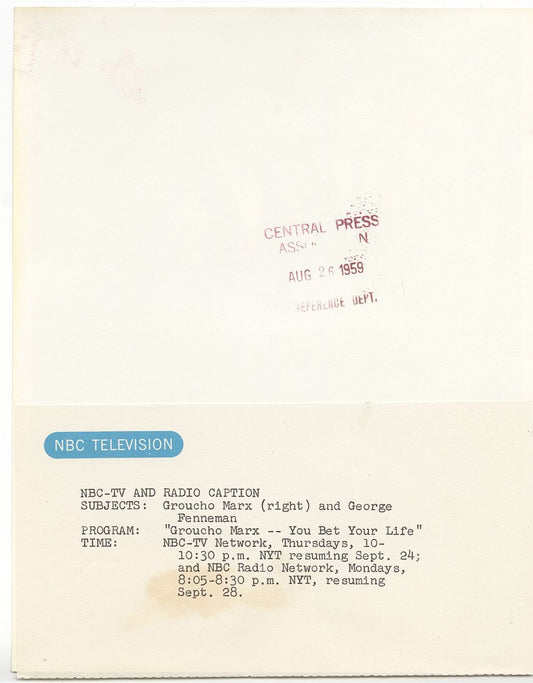 CENTRAL PRESS
AUG 26 1959
REFERENCE DEPT.
NBC TELEVISION
NBC-TV AND RADIO CAPTION
SUBJECTS: Groucho Marx (right) and George
Fenneman
PROGRAM: "Groucho Marx -- You Bet Your Life"
TIME: NBC-TV Network, Thursdays, 10-
10:30 p.m. NYT resuming Sept. 24;
and NBC Radio Network, Mondays,
8:05-8:30 p.m. NYT, resuming
Sept. 28.